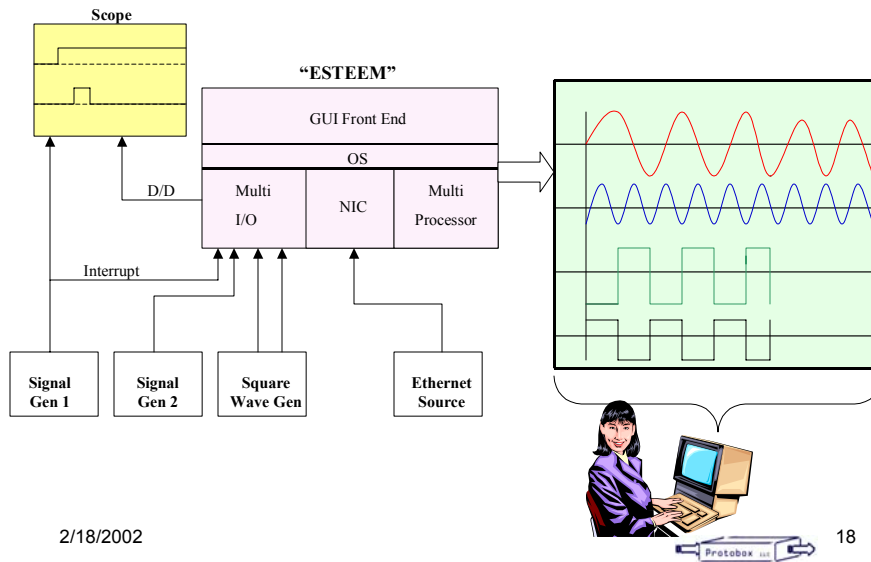 Scope
“ESTEEM”
GUI Front End
OS
D/D
Multi
I/O
NIC
Multi
Processor
Interrupt
Signal
Gen 1
Signal
Gen 2
Square
Wave Gen
Ethernet
Source
2/18/2002
Protobox LLC
18